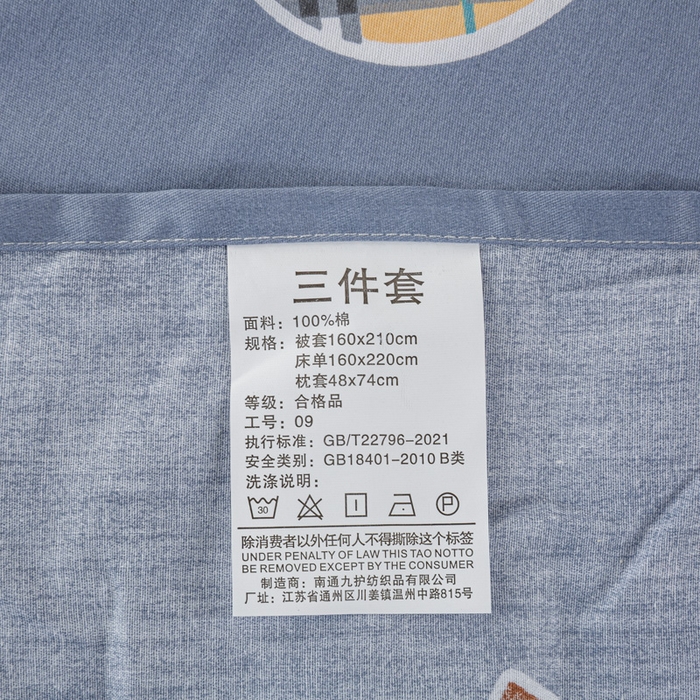 三件套
面料：100%棉
规格：被套160x210cm
床单160x220cm
枕套48x74cm
等级：合格品
工号：09
执行标准：GB/T22796-2021
安全类别：GB18401-2010 B类
洗涤说明：
30
P
除消费者以外任何人不得撕除这个标签
UNDER PENALTY OF LAW THIS TAO NOTTO
BE REMOVED EXCEPT BY THE CONSUMER
制造商：南通九护纺织品有限公司
厂址：江苏省通州区川姜镇温州中路815号